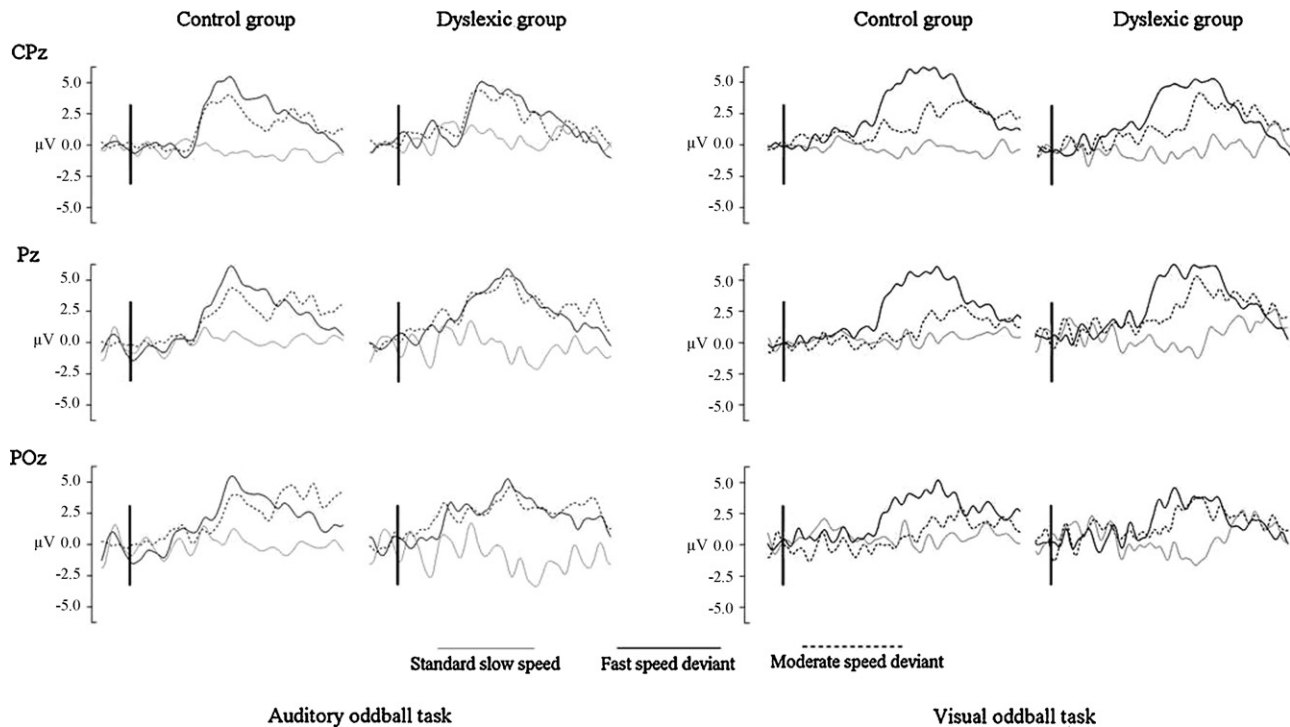 Control group Dyslexic group Control group Dyslexic group
CPz
5.0 5.0
2.5 2.5
µV 0.0 µV 0.0
-2.5 -2.5
-5.0 -5.0
Pz
5.0 5.0
2.5 2.5
µV 0.0 µV 0.0
-2.5 -2.5
-5.0 -5.0
POz
5.0 5.0
2.5 2.5
µV 0.0 µV 0.0
-2.5 -2.5
-5.0 -5.0
Standard slow speed Fast speed deviant Moderate speed deviant
Auditory oddball task Visual oddball task